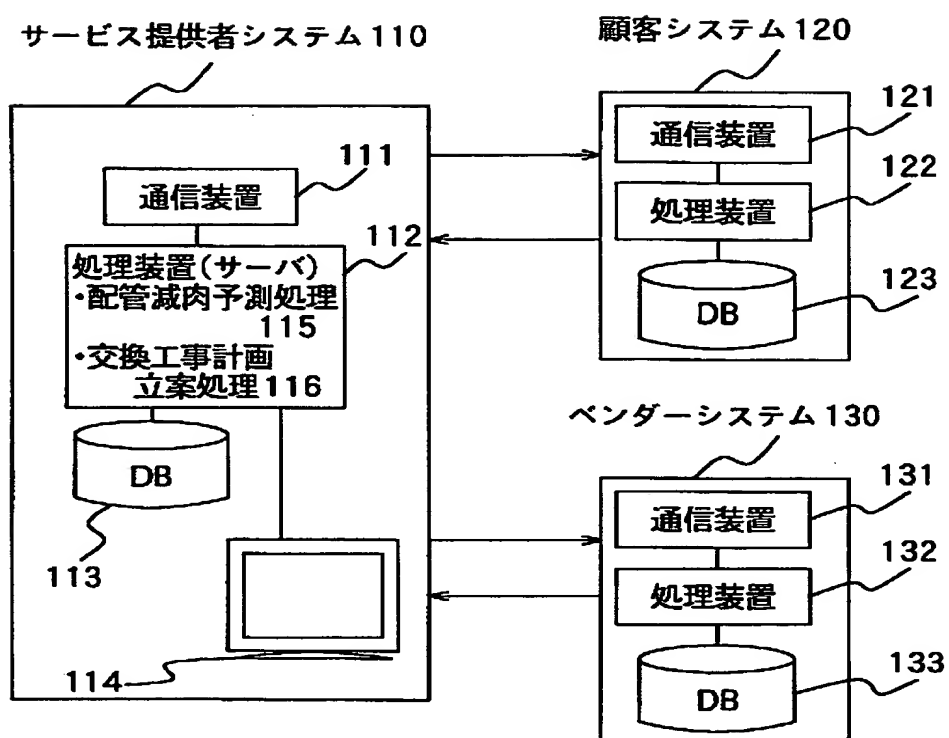 サービス提供者システム110
111
通信装置
112
処理装置(サーバ)
・配管減肉予測処理
115
・交換工事計画
立案処理116
DB
113
114
顧客システム120
121
通信装置
122
処理装置
123
DB
ベンダーシステム130
131
通信装置
132
処理装置
133
DB